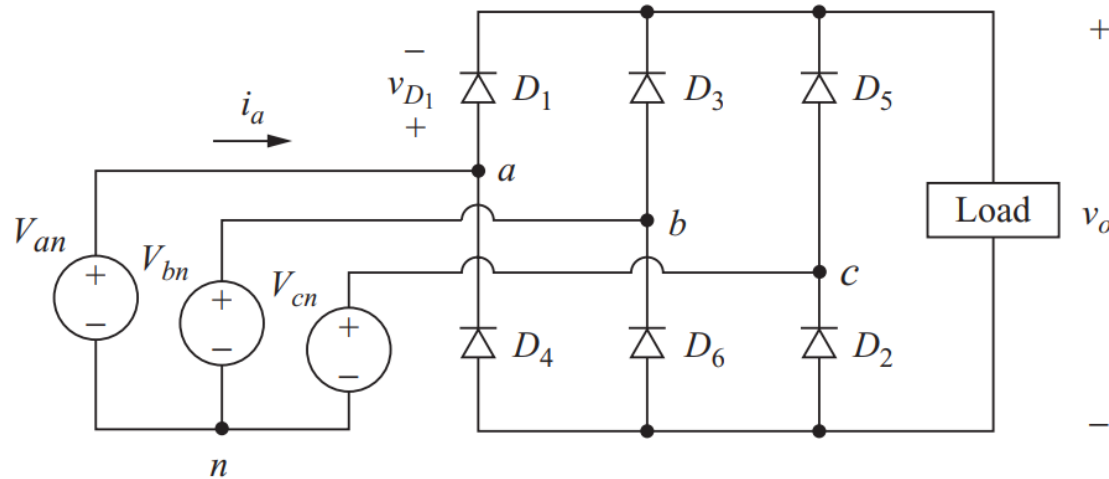 −
+
v_{D_1}
D_1
D_3
D_5
+
i_a
a
Load
v_o
V_{an}
+
−
V_{bn}
+
−
V_{cn}
+
−
b
c
D_4
D_6
D_2
−
n